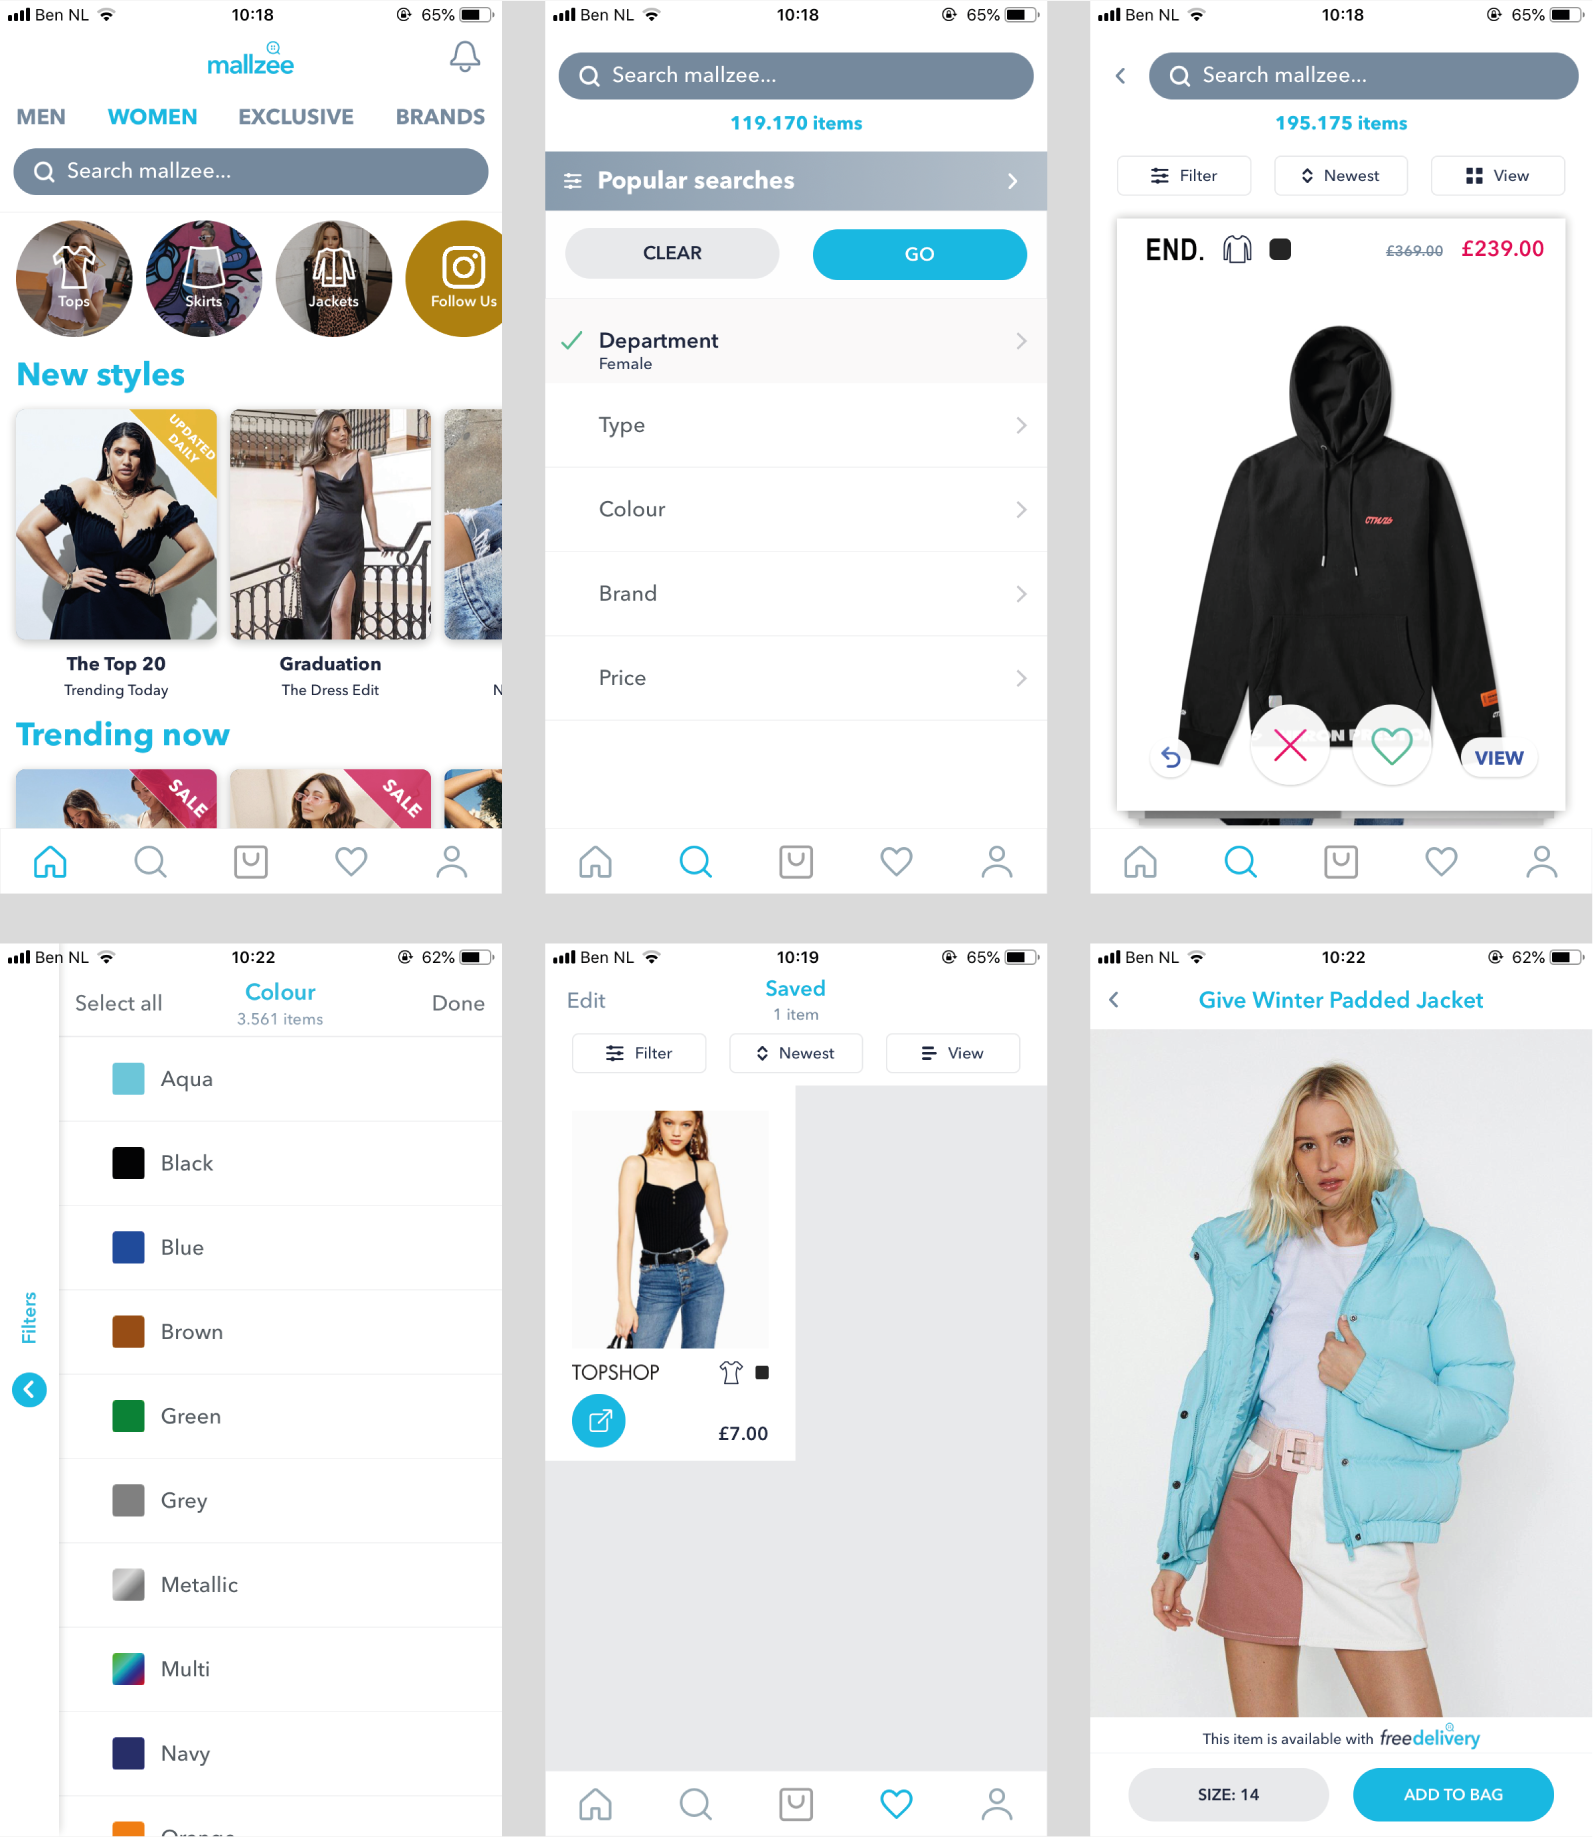 Ben NL 10:18 65%
mallzee
MEN WOMEN EXCLUSIVE BRANDS
Search mallzee...
Tops Skirts Jackets Follow Us
New styles
UPDATED
DAILY
The Top 20 Graduation
Trending Today The Dress Edit N
Trending now
SALE SALE
Ben NL 10:18 65%
Search mallzee...
119.170 items
Popular searches
CLEAR GO
Department
Female
Type
Colour
Brand
Price
Ben NL 10:18 65%
Search mallzee...
195.175 items
Filter Newest View
END. £369.00 £239.00
VIEW
Ben NL 10:22 62%
Select all Colour Done
3.561 items
Filters
Aqua
Black
Blue
Brown
Green
Grey
Metallic
Multi
Navy
Orange
Ben NL 10:19 65%
Edit Saved
1 item
Filter Newest View
TOPSHOP
£7.00
Ben NL 10:22 62%
Give Winter Padded Jacket
This item is available with freedelivery
SIZE: 14 ADD TO BAG